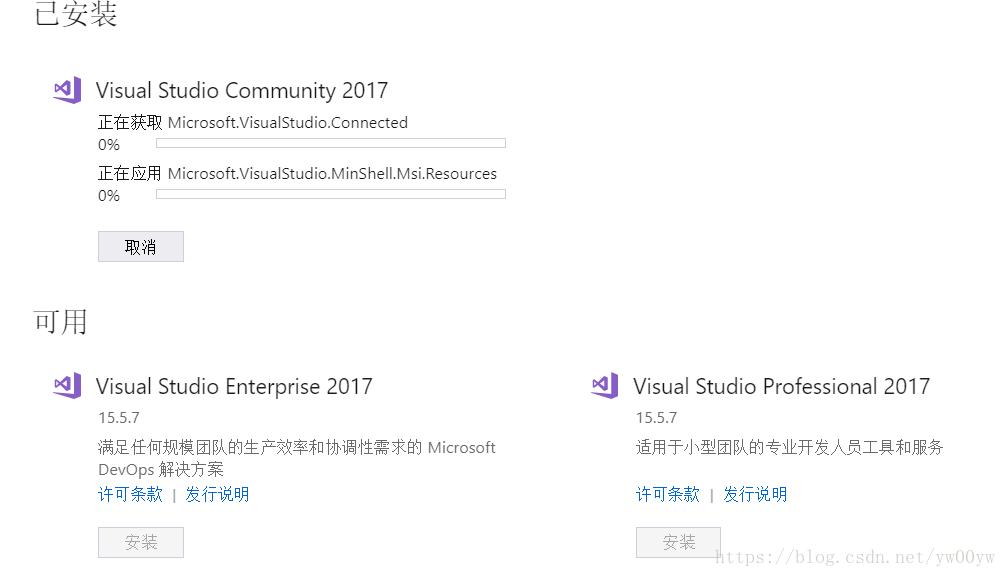 已安装
Visual Studio Community 2017
正在获取 Microsoft.VisualStudio.Connected
0%
正在应用 Microsoft.VisualStudio.MinShell.Msi.Resources
0%
取消
可用
Visual Studio Enterprise 2017
15.5.7
满足任何规模团队的生产效率和协调性需求的 Microsoft
DevOps 解决方案
许可条款 | 发行说明
安装
Visual Studio Professional 2017
15.5.7
适用于小型团队的专业开发人员工具和服务
许可条款 | 发行说明
安装
https://blog.csdn.net/yw00yw